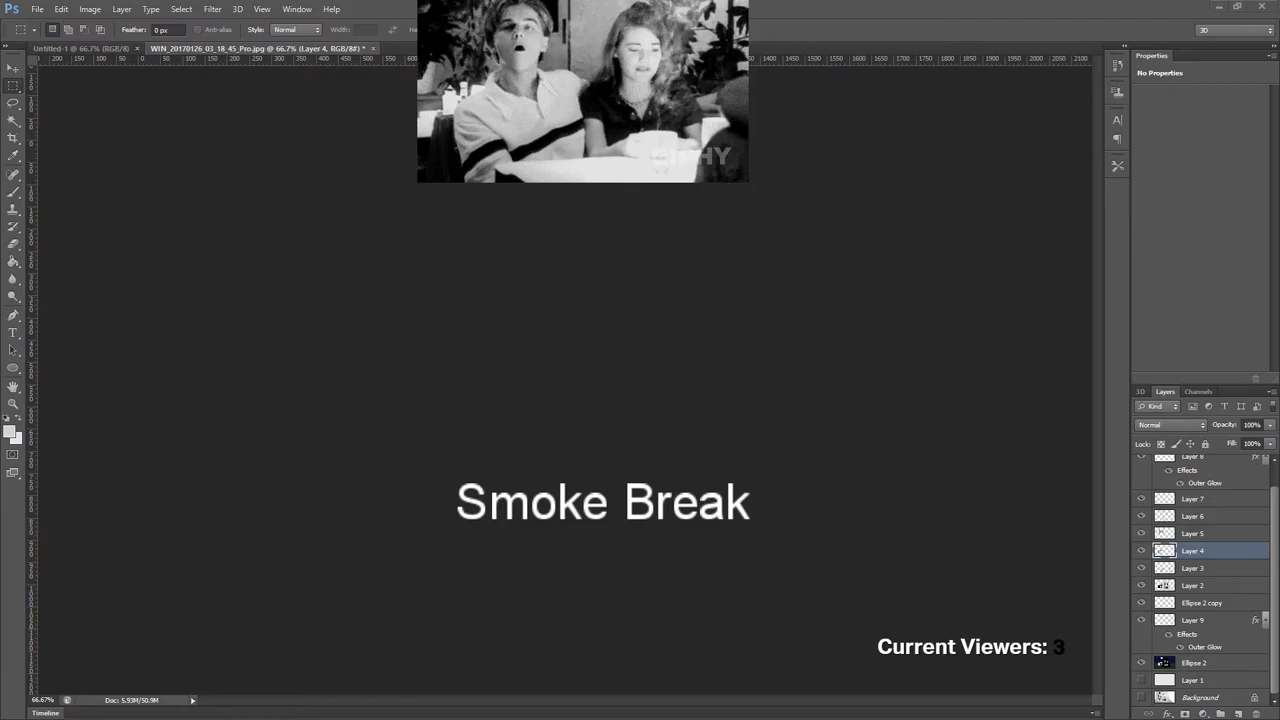 Ps File Edit Image Layer Type Select Filter 3D View Window Help
Feather: 0 px Anti-alias Style: Normal Width: 3D
Untitled-1 @ 66.7% (RGB/8) × WIN_20170126_03_18_45_Pro.jpg @ 66.7% (Layer 4, RGB/8#) * ×
Properties
No Properties
GIPHY
Smoke Break
Current Viewers: 3
3D Layers Channels
Kind
Normal Opacity: 100%
Lock: Fill: 100%
Layer 8 fx
Effects
Outer Glow
Layer 7
Layer 6
Layer 5
Layer 4
Layer 3
Layer 2
Ellipse 2 copy
Layer 9 fx
Effects
Outer Glow
Ellipse 2
Layer 1
Background
66.67% Doc: 5.93M/50.9M
Timeline